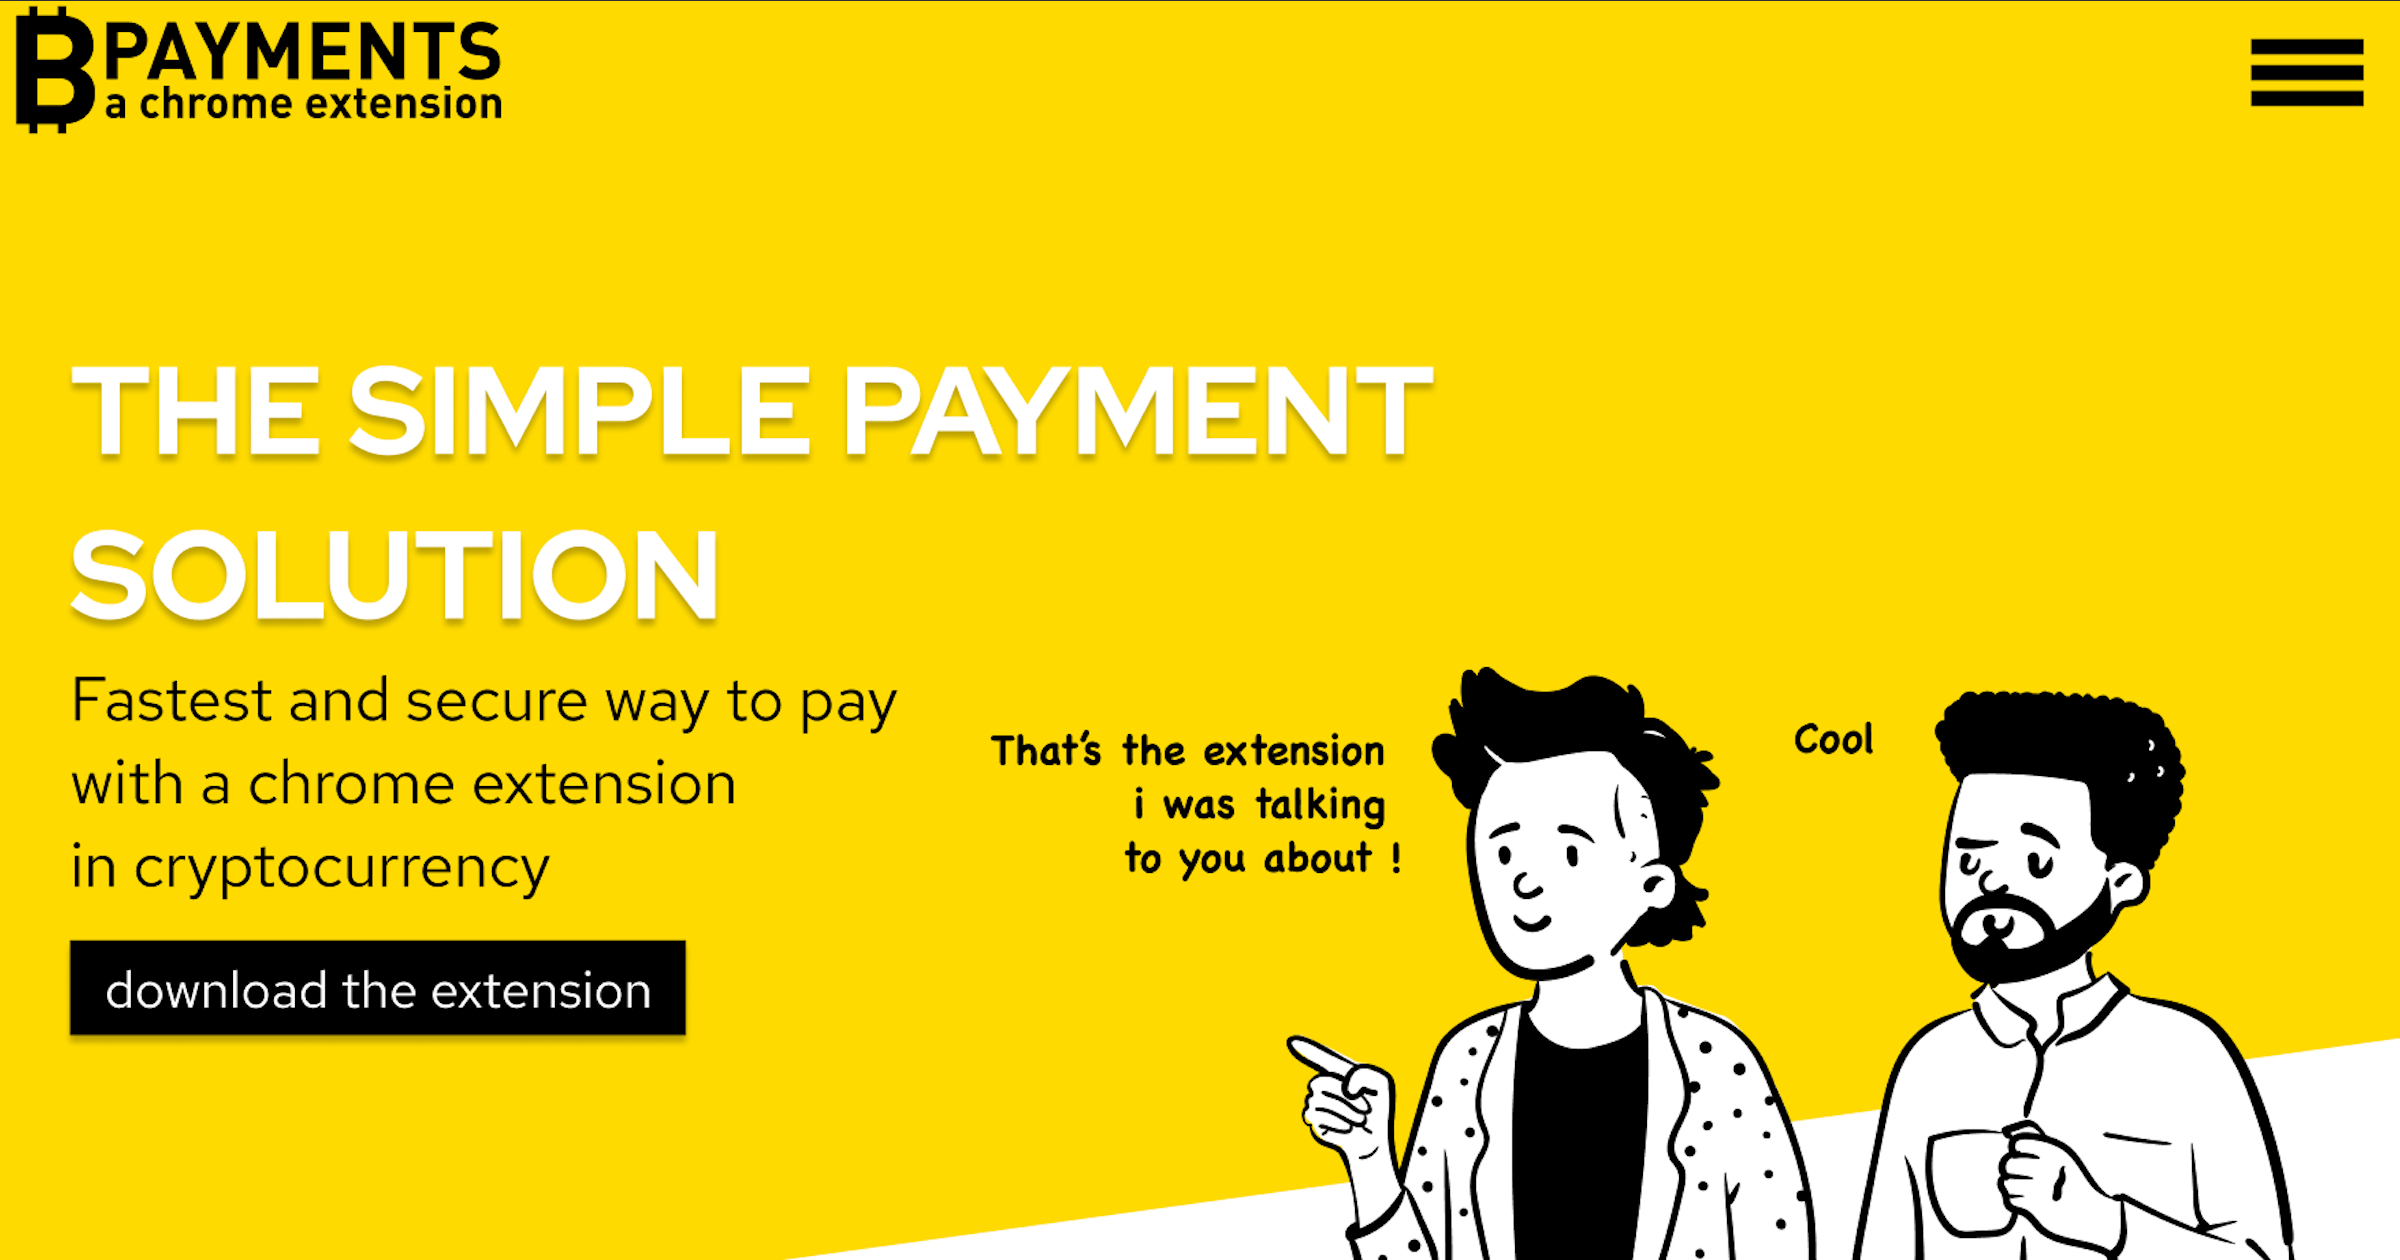 PAYMENTS
a chrome extension
THE SIMPLE PAYMENT
SOLUTION
Fastest and secure way to pay
with a chrome extension
in cryptocurrency
download the extension
That's the extension
i was talking
to you about !
Cool